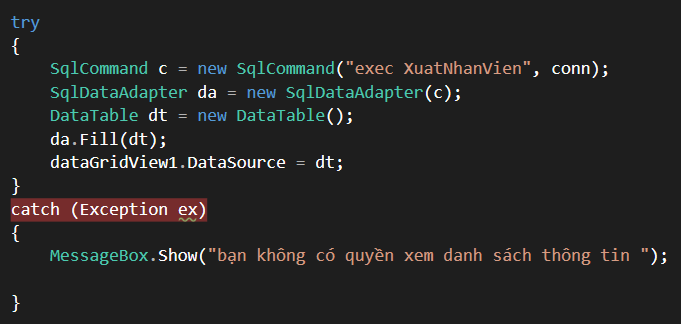 try
{
SqlCommand c = new SqlCommand("exec XuatNhanVien", conn);
SqlDataAdapter da = new SqlDataAdapter(c);
DataTable dt = new DataTable();
da.Fill(dt);
dataGridView1.DataSource = dt;
}
catch (Exception ex)
{
MessageBox.Show("bạn không có quyền xem danh sách thông tin ");
}